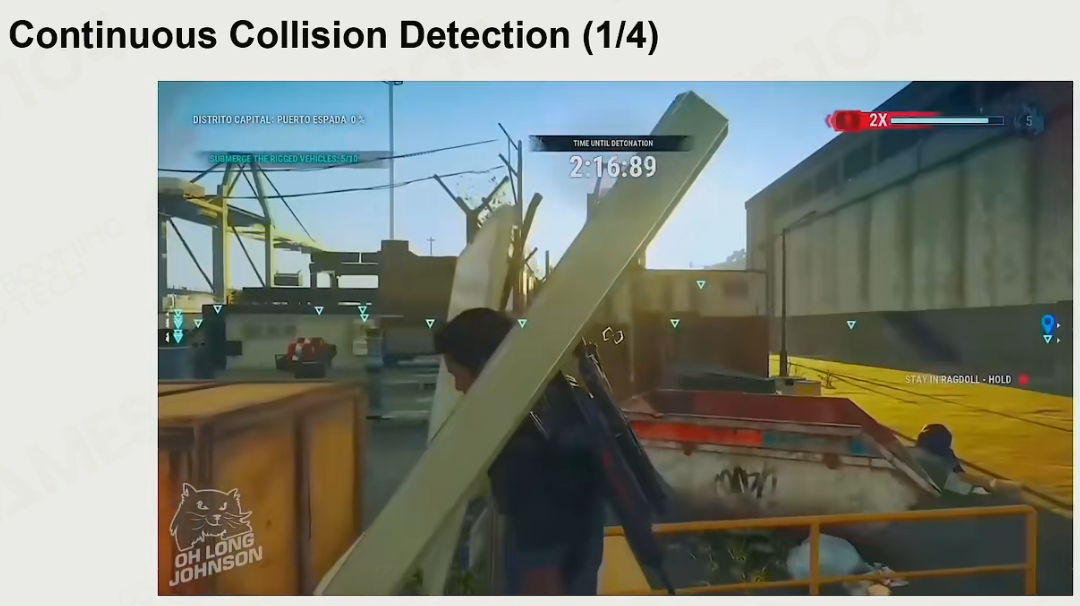 Continuous Collision Detection (1/4)
DISTRITO CAPITAL: PUERTO ESPADA 0%
2X
5
TIME UNTIL DETONATION
SUBMERGE THE RIGGED VEHICLES: 5/10
2:16:89
STAY IN RAGDOLL - HOLD
OH LONG
JOHNSON